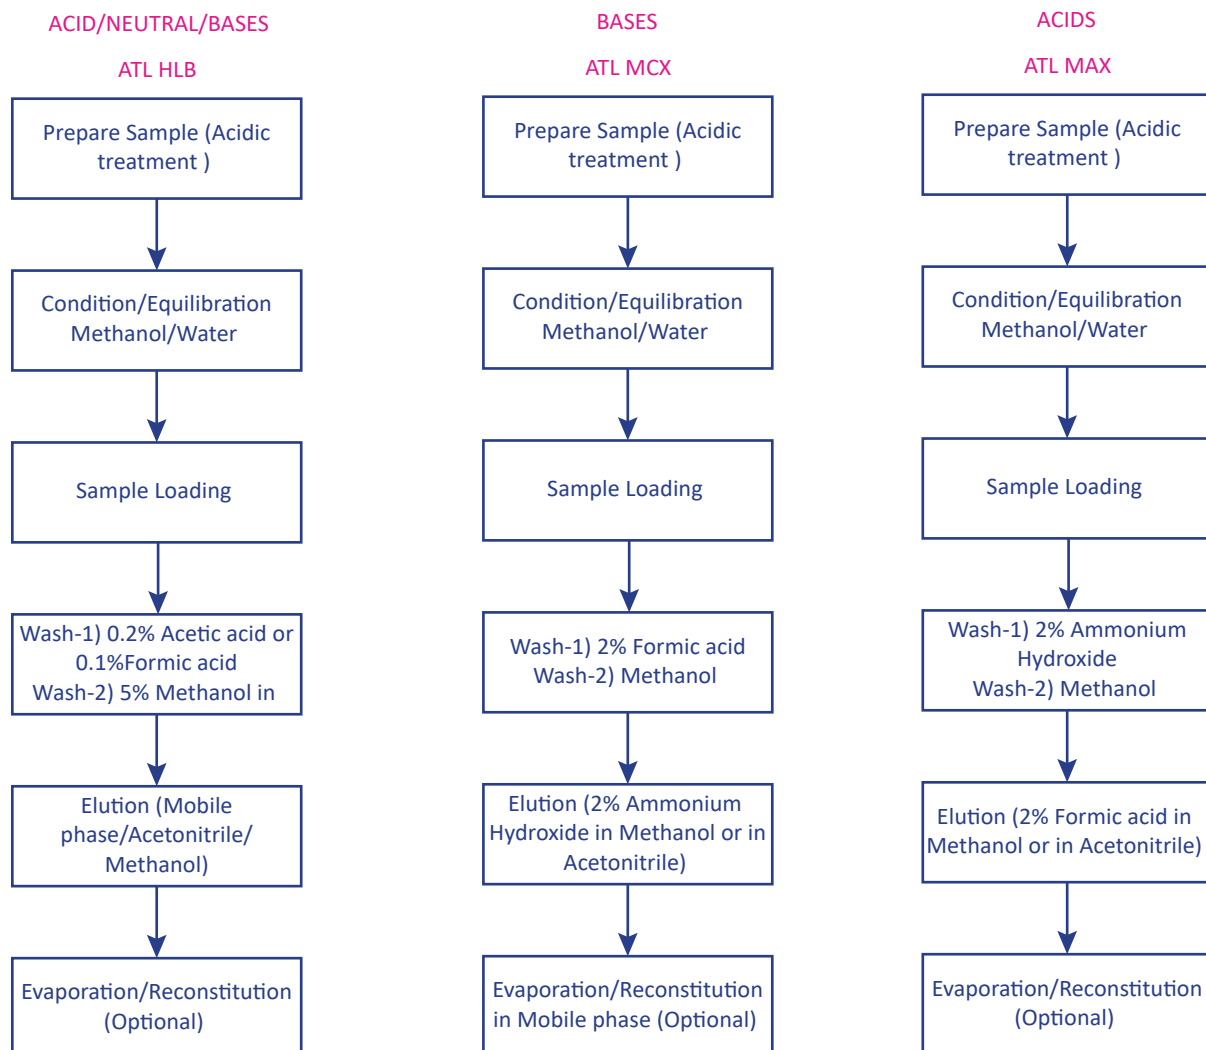 ACID/NEUTRAL/BASES
ATL HLB
Prepare Sample (Acidic
treatment )
Condition/Equilibration
Methanol/Water
Sample Loading
Wash-1) 0.2% Acetic acid or
0.1%Formic acid
Wash-2) 5% Methanol in
Elution (Mobile
phase/Acetonitrile/
Methanol)
Evaporation/Reconstitution
(Optional)
BASES
ATL MCX
Prepare Sample (Acidic
treatment )
Condition/Equilibration
Methanol/Water
Sample Loading
Wash-1) 2% Formic acid
Wash-2) Methanol
Elution (2% Ammonium
Hydroxide in Methanol or in
Acetonitrile)
Evaporation/Reconstitution
in Mobile phase (Optional)
ACIDS
ATL MAX
Prepare Sample (Acidic
treatment )
Condition/Equilibration
Methanol/Water
Sample Loading
Wash-1) 2% Ammonium
Hydroxide
Wash-2) Methanol
Elution (2% Formic acid in
Methanol or in Acetonitrile)
Evaporation/Reconstitution
(Optional)